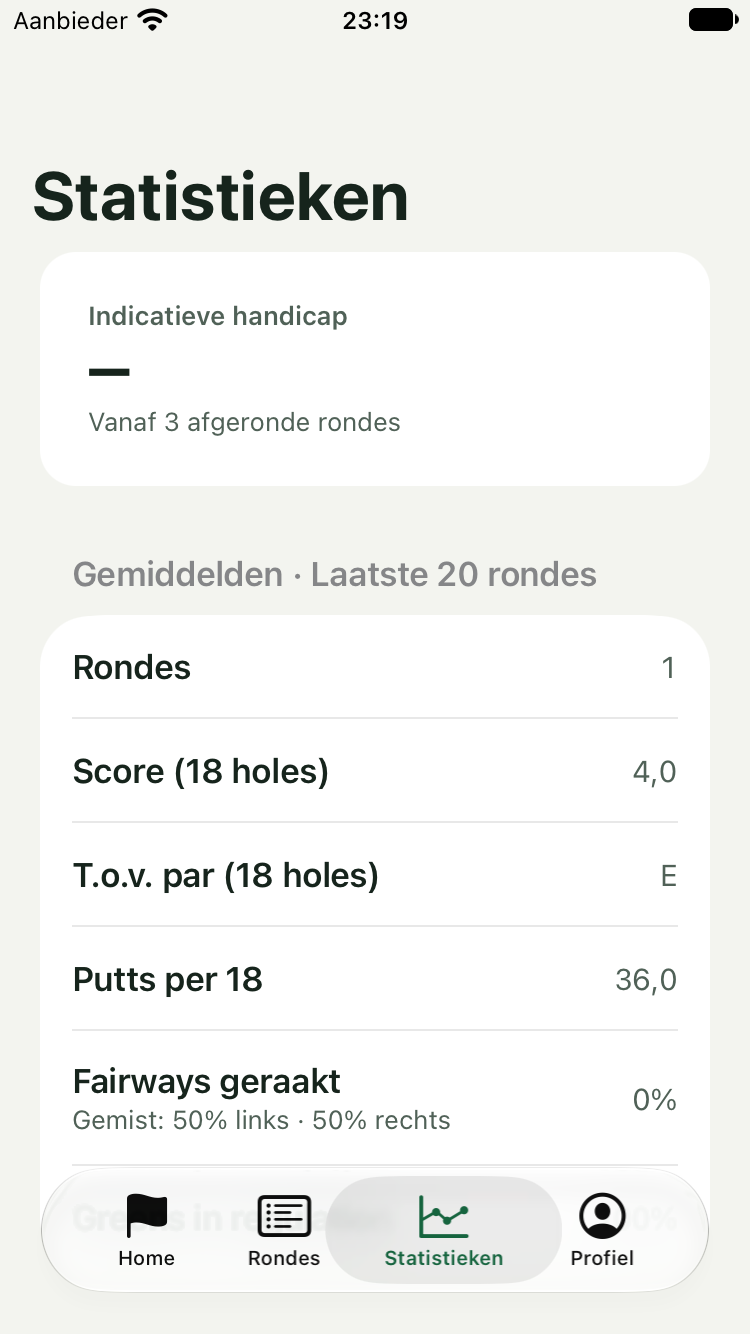 Aanbieder 23:19
Statistieken
Indicatieve handicap
—
Vanaf 3 afgeronde rondes
Gemiddelden · Laatste 20 rondes
Rondes 1
Score (18 holes) 4,0
T.o.v. par (18 holes) E
Putts per 18 36,0
Fairways geraakt 0%
Gemist: 50% links · 50% rechts
Home Rondes Statistieken Profiel